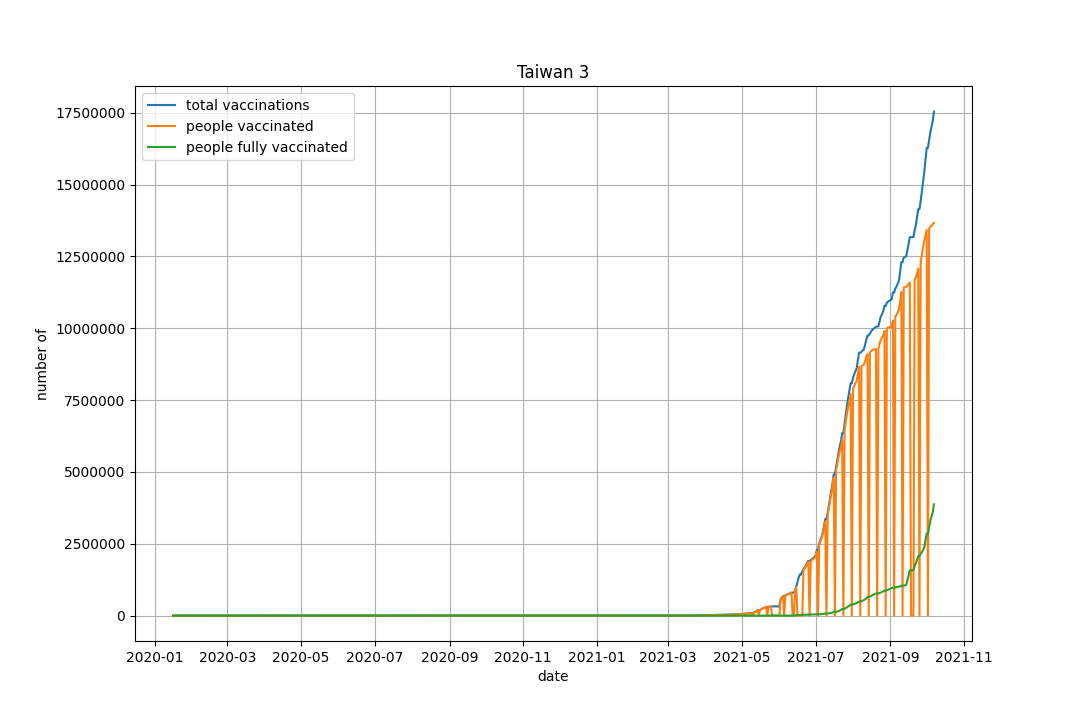 Taiwan 3
total vaccinations
people vaccinated
people fully vaccinated
17500000
15000000
12500000
10000000
7500000
5000000
2500000
0
number of
2020-01 2020-03 2020-05 2020-07 2020-09 2020-11 2021-01 2021-03 2021-05 2021-07 2021-09 2021-11
date